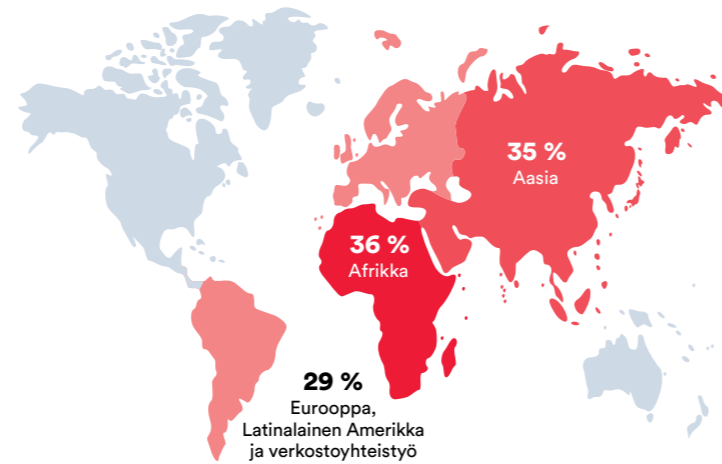 35 %
Aasia
36 %
Afrikka
29 %
Eurooppa,
Latinalainen Amerikka
ja verkostoyhteistyö